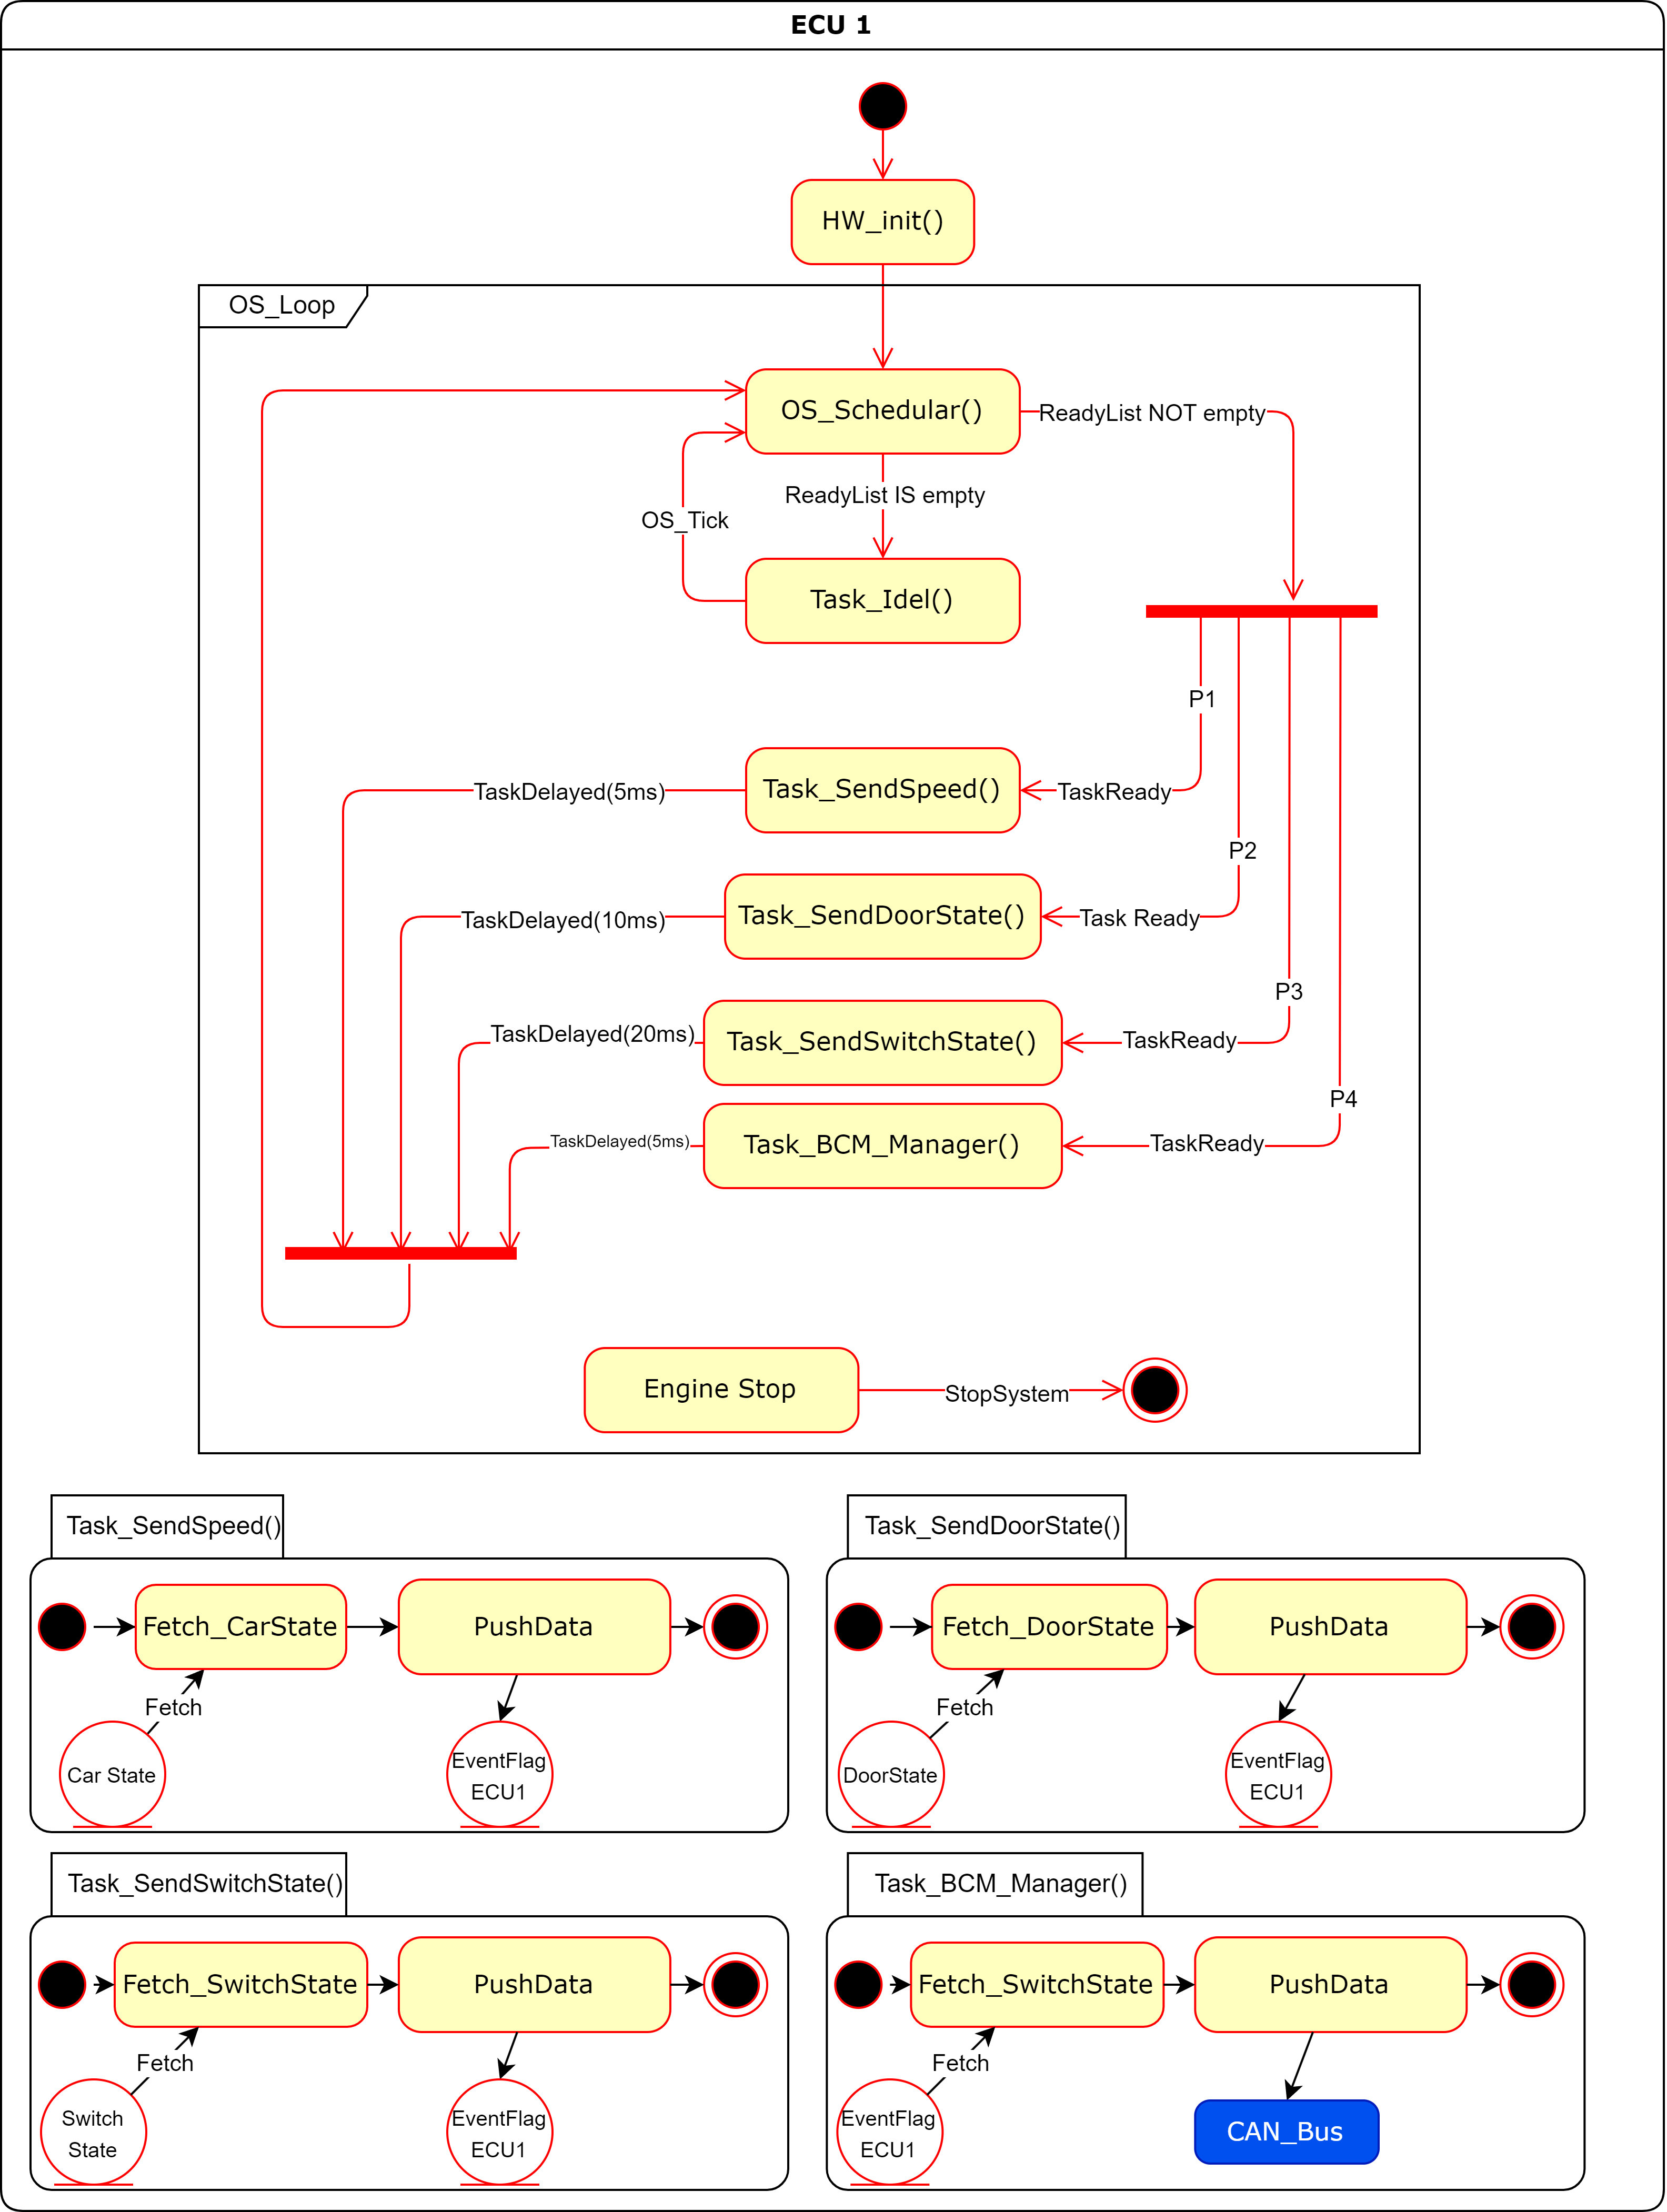 ECU 1
HW_init()
OS_Loop
OS_Schedular()
ReadyList NOT empty
ReadyList IS empty
OS_Tick
Task_Idel()
P1
TaskDelayed(5ms)
Task_SendSpeed()
TaskReady
P2
TaskDelayed(10ms)
Task_SendDoorState()
Task Ready
P3
TaskDelayed(20ms)
Task_SendSwitchState()
TaskReady
P4
TaskDelayed(5ms)
Task_BCM_Manager()
TaskReady
Engine Stop
StopSystem
Task_SendSpeed()
Fetch_CarState
PushData
Fetch
Car State
EventFlag
ECU1
Task_SendDoorState()
Fetch_DoorState
PushData
Fetch
DoorState
EventFlag
ECU1
Task_SendSwitchState()
Fetch_SwitchState
PushData
Fetch
Switch
State
EventFlag
ECU1
Task_BCM_Manager()
Fetch_SwitchState
PushData
Fetch
EventFlag
ECU1
CAN_Bus